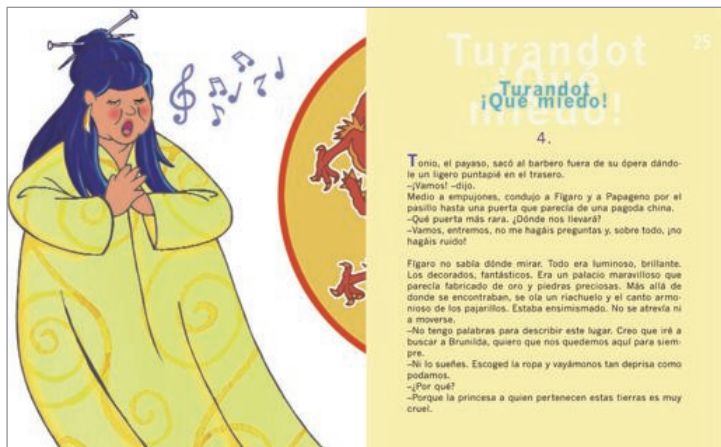 25
Turandot
¡Qué
miedo!
Turandot
¡Qué miedo!
4.
Tonio, el payaso, sacó al barbero fuera de su ópera dándo-
le un ligero puntapié en el trasero.
–¡Vamos! –dijo.
Medio a empujones, condujo a Fígaro y a Papageno por el
pasillo hasta una puerta que parecía de una pagoda china.
–Qué puerta más rara. ¿Dónde nos llevará?
–Vamos, entremos, no me hagáis preguntas y, sobre todo, ¡no
hagáis ruido!
Fígaro no sabía dónde mirar. Todo era luminoso, brillante.
Los decorados, fantásticos. Era un palacio maravilloso que
parecía fabricado de oro y piedras preciosas. Más allá de
donde se encontraban, se oía un riachuelo y el canto armo-
nioso de los pajarillos. Estaba ensimismado. No se atrevía ni
a moverse.
–No tengo palabras para describir este lugar. Creo que iré a
buscar a Brunilda, quiero que nos quedemos aquí para siem-
pre.
–Ni lo sueñes. Escoged la ropa y vayámonos tan deprisa como
podamos.
–¿Por qué?
–Porque la princesa a quien pertenecen estas tierras es muy
cruel.